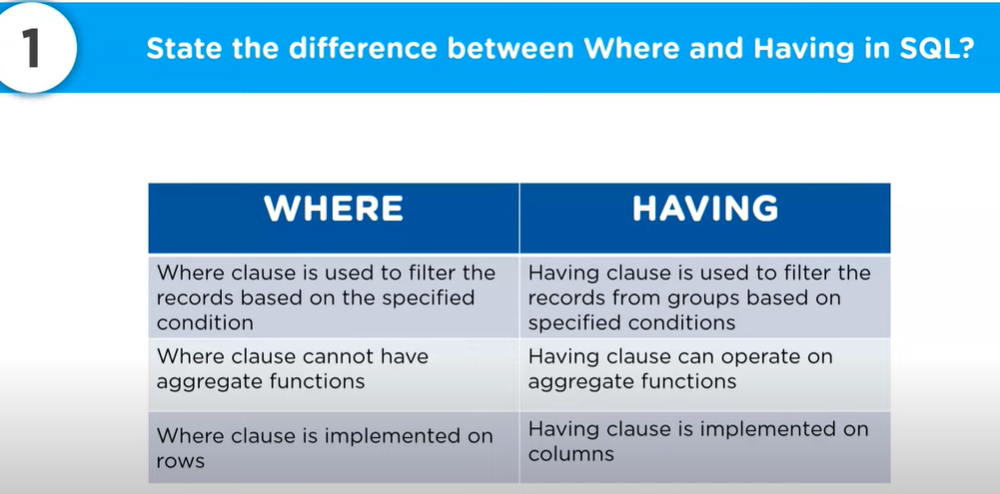 1
State the difference between Where and Having in SQL?
WHERE
HAVING
Where clause is used to filter the
records based on the specified
condition
Having clause is used to filter the
records from groups based on
specified conditions
Where clause cannot have
aggregate functions
Having clause can operate on
aggregate functions
Where clause is implemented on
rows
Having clause is implemented on
columns